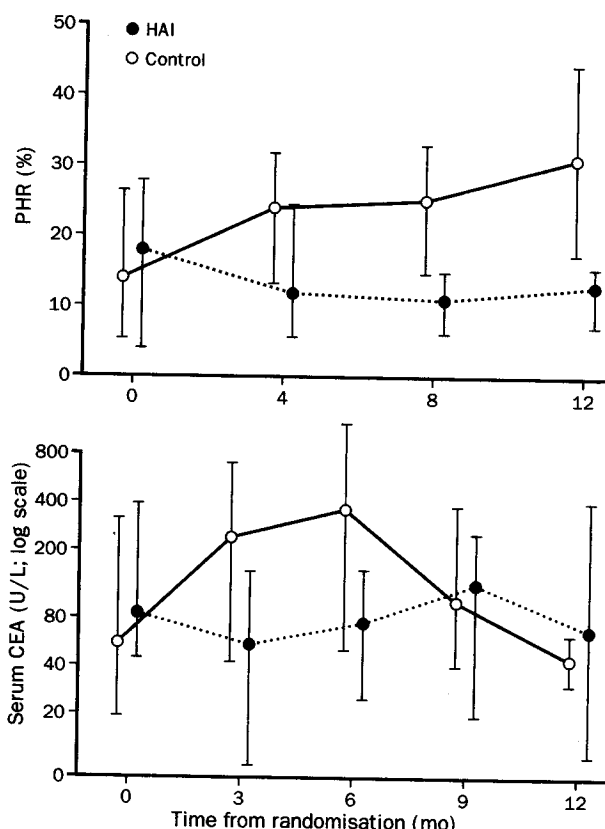 50
40
30
20
10
0
PHR (%)
HAI
Control
0 4 8 12
800
400
200
80
40
20
0
Serum CEA (U/L; log scale)
0 3 6 9 12
Time from randomisation (mo)